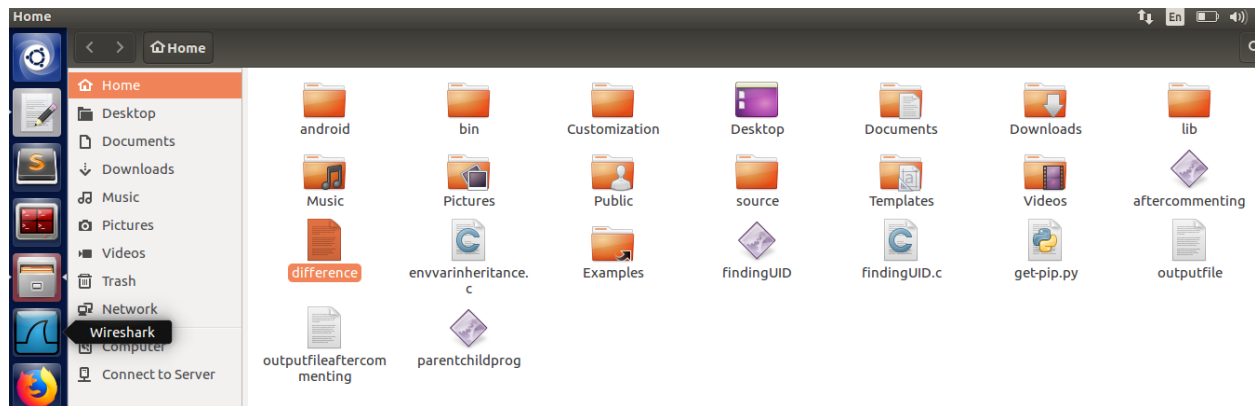 Home
En
Home
Home
Desktop
Documents
Downloads
Music
Pictures
Videos
Trash
Network
Wireshark
Computer
Connect to Server
android
bin
Customization
Desktop
Documents
Downloads
lib
Music
Pictures
Public
source
Templates
Videos
aftercommenting
difference
envvarinheritance.
c
Examples
findingUID
findingUID.c
get-pip.py
outputfile
outputfileaftercom
menting
parentchildprog